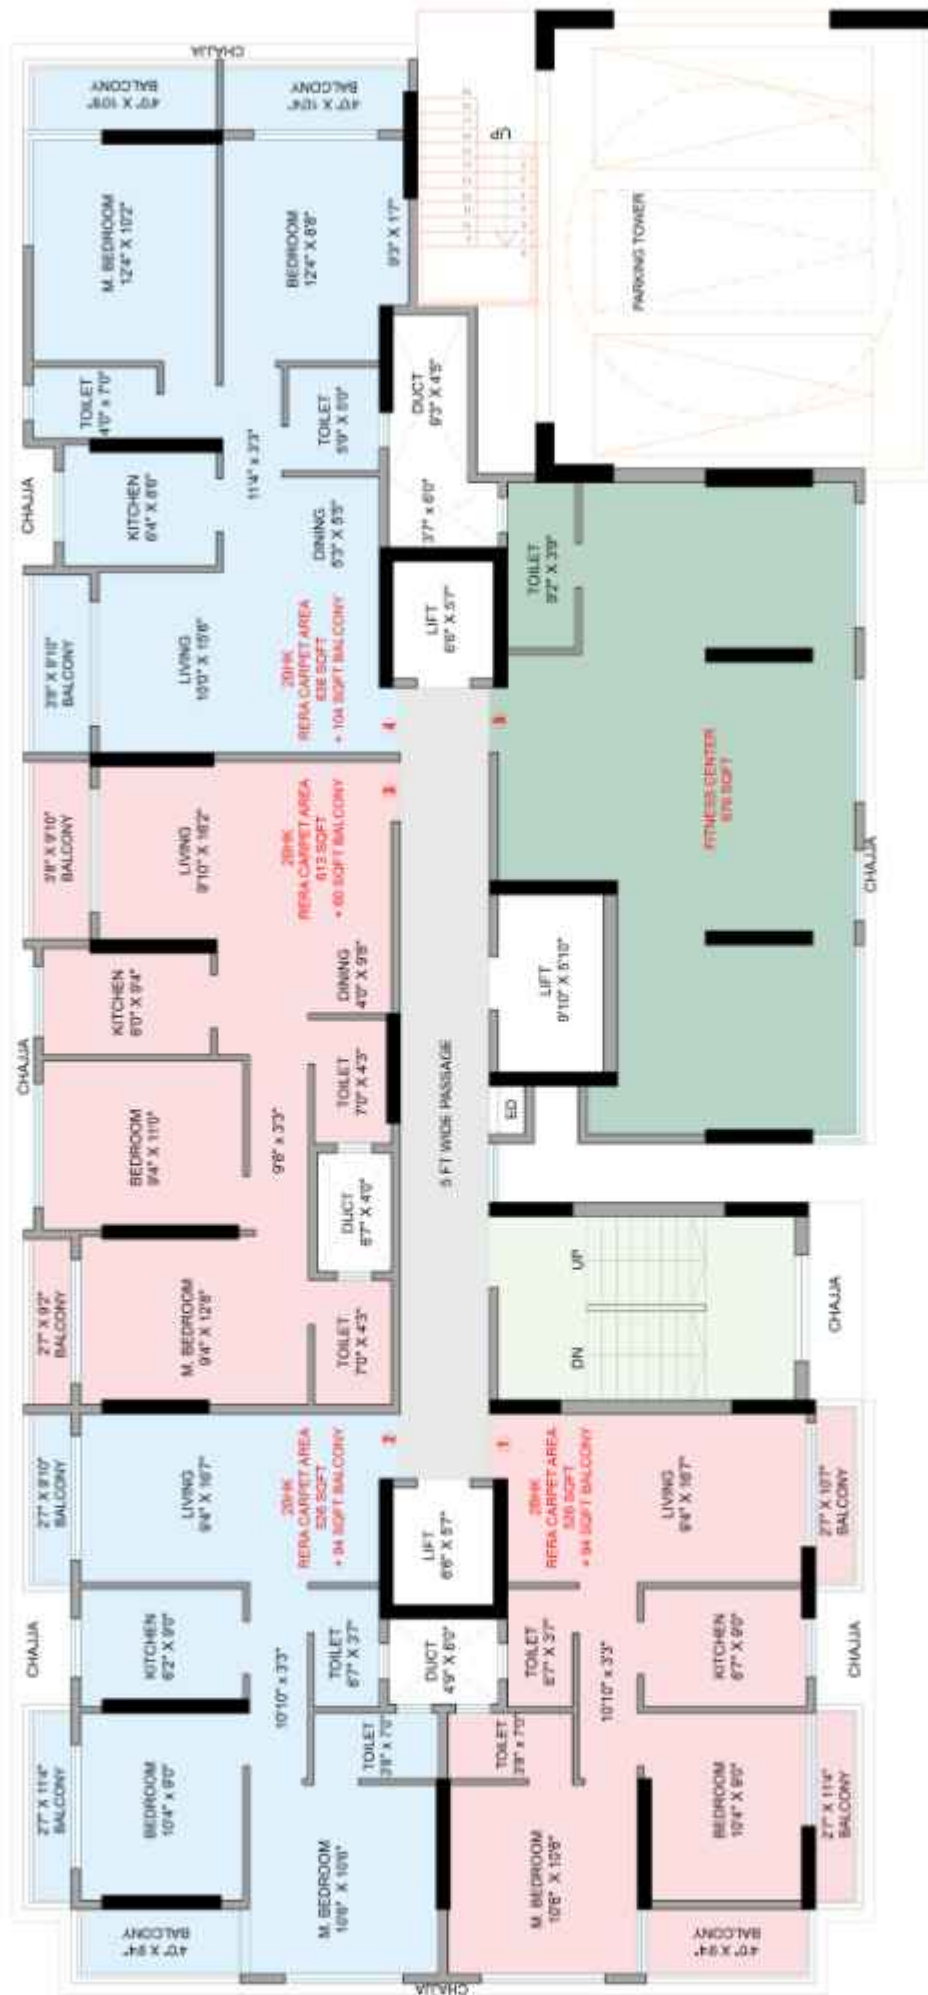 CHAJJA
4'0" X 10'8"
BALCONY
4'0" X 10'4"
BALCONY
UP
M. BEDROOM
12'4" X 10'2"
BEDROOM
12'4" X 8'8"
9'3" X 1'7"
PARKING TOWER
TOILET
4'0" x 7'0"
TOILET
5'9" X 5'0"
DUCT
9'3" X 4'5"
CHAJJA
KITCHEN
6'4" X 8'6"
11'4" x 3'3"
DINING
5'3" X 5'5"
3'7" x 6'0"
TOILET
9'2" X 3'9"
LIFT
6'6" X 5'7"
3'8" X 9'10"
BALCONY
LIVING
10'0" X 15'6"
2BHK
RERA CARPET AREA
636 SQFT
+ 104 SQFT BALCONY
4
5
3'8" X 9'10"
BALCONY
LIVING
9'10" X 16'2"
2BHK
RERA CARPET AREA
613 SQFT
+ 60 SQFT BALCONY
3
FITNESS CENTER
676 SQFT
CHAJJA
KITCHEN
6'0" X 9'4"
DINING
4'0" X 9'8"
LIFT
9'10" X 5'10"
CHAJJA
BEDROOM
9'4" X 11'0"
9'8" x 3'3"
TOILET
7'0" X 4'3"
5 FT WIDE PASSAGE
ED
DUCT
6'7" X 4'0"
2'7" X 9'2"
BALCONY
M. BEDROOM
9'4" X 12'8"
TOILET
7'0" X 4'3"
DN
UP
CHAJJA
2'7" X 9'10"
BALCONY
LIVING
9'4" X 16'7"
2BHK
RERA CARPET AREA
526 SQFT
+ 94 SQFT BALCONY
2
1
2BHK
RERA CARPET AREA
526 SQFT
+ 94 SQFT BALCONY
LIVING
9'4" X 16'7"
2'7" X 10'7"
BALCONY
LIFT
6'6" X 5'7"
CHAJJA
KITCHEN
6'2" X 9'0"
10'10" x 3'3"
TOILET
6'7" X 3'7"
DUCT
4'9" X 6'0"
TOILET
6'7" X 3'7"
10'10" x 3'3"
KITCHEN
6'7" X 9'0"
CHAJJA
2'7" X 11'4"
BALCONY
BEDROOM
10'4" X 9'0"
TOILET
3'8" x 7'0"
TOILET
3'8" x 7'0"
BEDROOM
10'4" X 9'0"
2'7" X 11'4"
BALCONY
M. BEDROOM
10'6" X 10'6"
M. BEDROOM
10'6" X 10'6"
BALCONY
4'0" X 9'4"
BALCONY
4'0" X 9'4"
CHAJJA